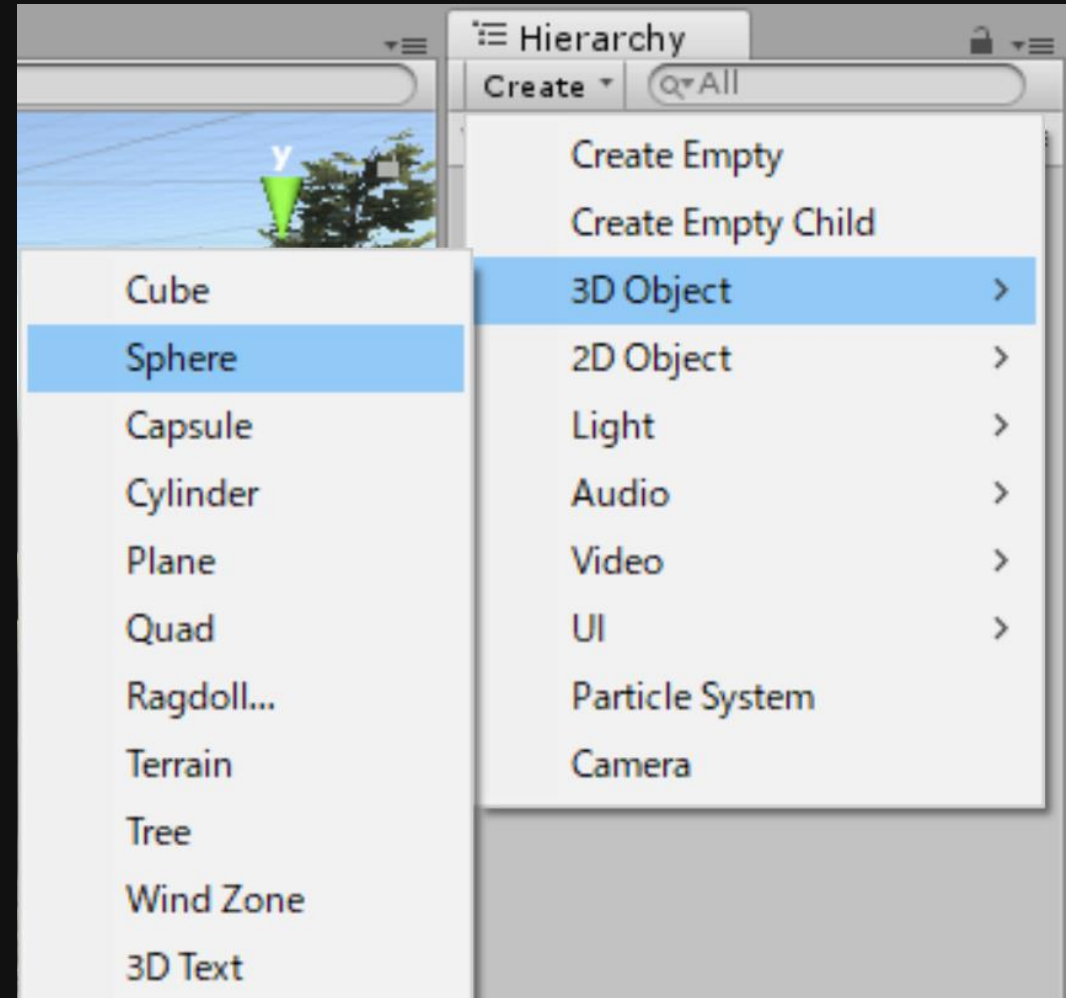 Hierarchy
Create
All
y
Create Empty
Create Empty Child
3D Object
2D Object
Light
Audio
Video
UI
Particle System
Camera
Cube
Sphere
Capsule
Cylinder
Plane
Quad
Ragdoll...
Terrain
Tree
Wind Zone
3D Text